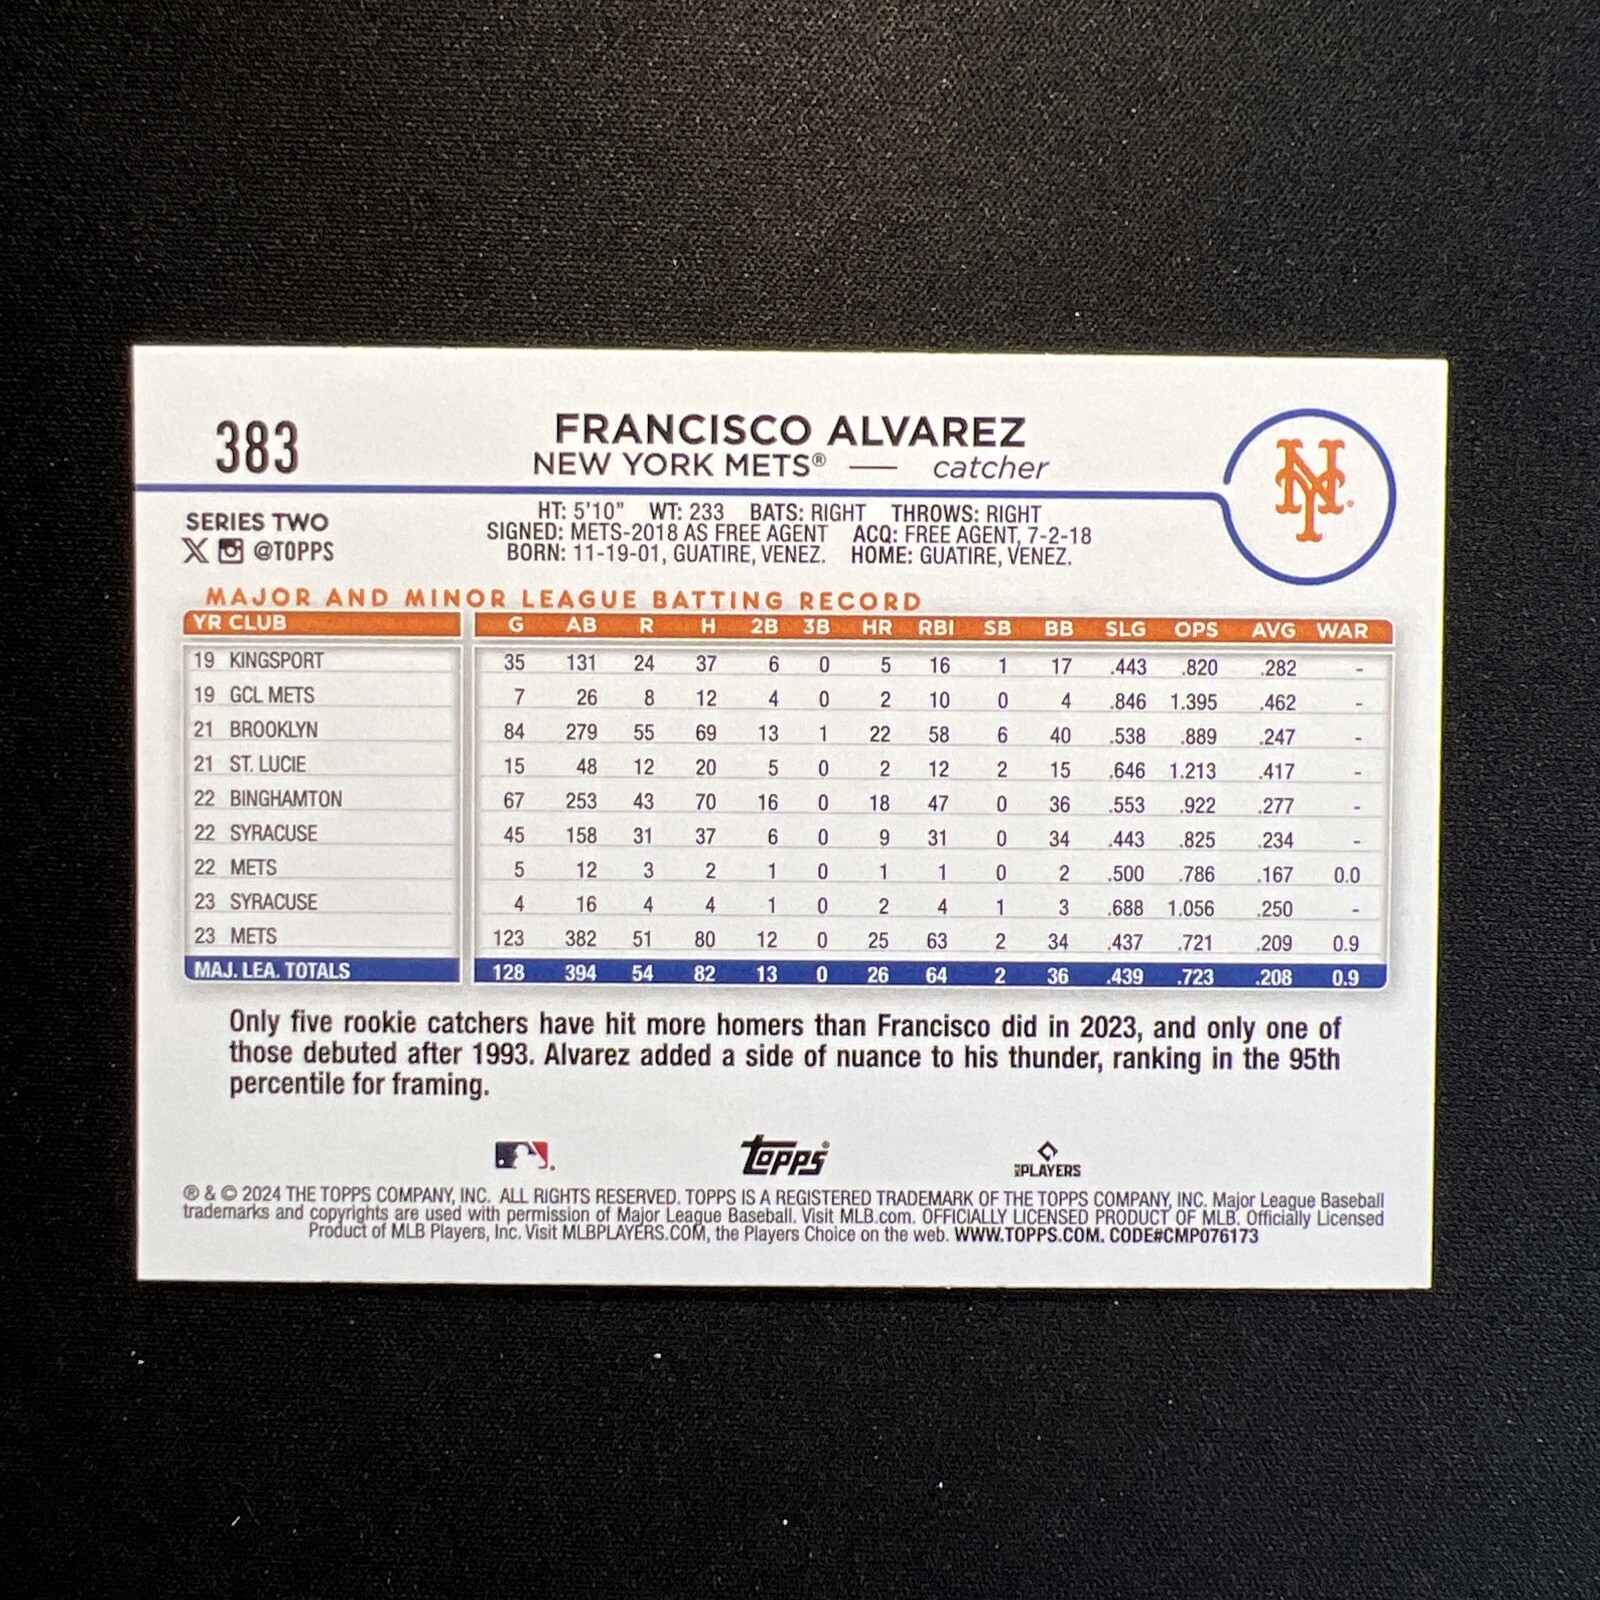 383
FRANCISCO ALVAREZ
NEW YORK METS® — catcher
NY
SERIES TWO
X @TOPPS
HT: 5'10" WT: 233 BATS: RIGHT THROWS: RIGHT
SIGNED: METS-2018 AS FREE AGENT ACQ: FREE AGENT, 7-2-18
BORN: 11-19-01, GUATIRE, VENEZ. HOME: GUATIRE, VENEZ.
MAJOR AND MINOR LEAGUE BATTING RECORD
YR CLUB G AB R H 2B 3B HR RBI SB BB SLG OPS AVG WAR
19 KINGSPORT 35 131 24 37 6 0 5 16 1 17 .443 .820 .282 -
19 GCL METS 7 26 8 12 4 0 2 10 0 4 .846 1.395 .462 -
21 BROOKLYN 84 279 55 69 13 1 22 58 6 40 .538 .889 .247 -
21 ST. LUCIE 15 48 12 20 5 0 2 12 2 15 .646 1.213 .417 -
22 BINGHAMTON 67 253 43 70 16 0 18 47 0 36 .553 .922 .277 -
22 SYRACUSE 45 158 31 37 6 0 9 31 0 34 .443 .825 .234 -
22 METS 5 12 3 2 1 0 1 1 0 2 .500 .786 .167 0.0
23 SYRACUSE 4 16 4 4 1 0 2 4 1 3 .688 1.056 .250 -
23 METS 123 382 51 80 12 0 25 63 2 34 .437 .721 .209 0.9
MAJ. LEA. TOTALS 128 394 54 82 13 0 26 64 2 36 .439 .723 .208 0.9
Only five rookie catchers have hit more homers than Francisco did in 2023, and only one of
those debuted after 1993. Alvarez added a side of nuance to his thunder, ranking in the 95th
percentile for framing.
Topps®
MLB PLAYERS
® & © 2024 THE TOPPS COMPANY, INC. ALL RIGHTS RESERVED. TOPPS IS A REGISTERED TRADEMARK OF THE TOPPS COMPANY, INC. Major League Baseball
trademarks and copyrights are used with permission of Major League Baseball. Visit MLB.com. OFFICIALLY LICENSED PRODUCT OF MLB. Officially Licensed
Product of MLB Players, Inc. Visit MLBPLAYERS.COM, the Players Choice on the web. WWW.TOPPS.COM. CODE#CMP076173